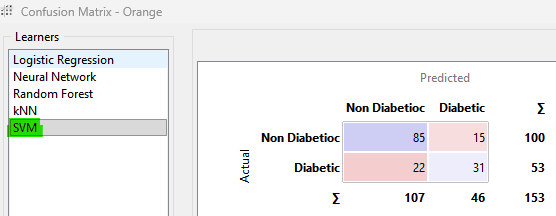 Confusion Matrix - Orange
Learners
Logistic Regression
Neural Network
Random Forest
kNN
SVM
Predicted
Non Diabetioc Diabetic Σ
Actual
Non Diabetioc 85 15 100
Diabetic 22 31 53
Σ 107 46 153